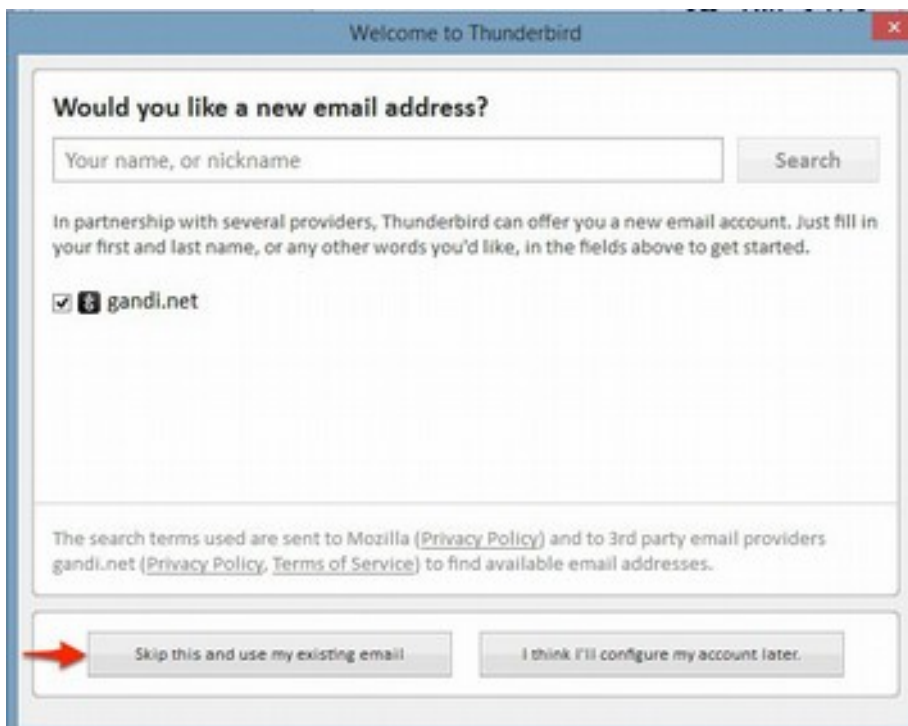 Welcome to Thunderbird
Would you like a new email address?
Your name, or nickname
Search
In partnership with several providers, Thunderbird can offer you a new email account. Just fill in
your first and last name, or any other words you'd like, in the fields above to get started.
gandi.net
The search terms used are sent to Mozilla (Privacy Policy) and to 3rd party email providers
gandi.net (Privacy Policy, Terms of Service) to find available email addresses.
Skip this and use my existing email
I think I'll configure my account later.